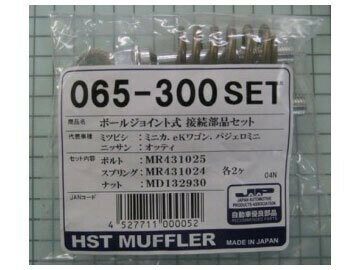 065-300 SET
商品名 ボールジョイント式 接続部品セット
代表車種 ミツビシ：ミニカ、eKワゴン、パジェロミニ
ニッサン：オッティ
セット内容 ボルト：MR431025
スプリング：MR431024 各2ヶ
ナット：MD132930
04N
JANコード
4 527711 000052
JAPAN AUTOMOTIVE
PRODUCTS ASSOCIATION
自動車優良部品
HST MUFFLER MADE IN JAPAN